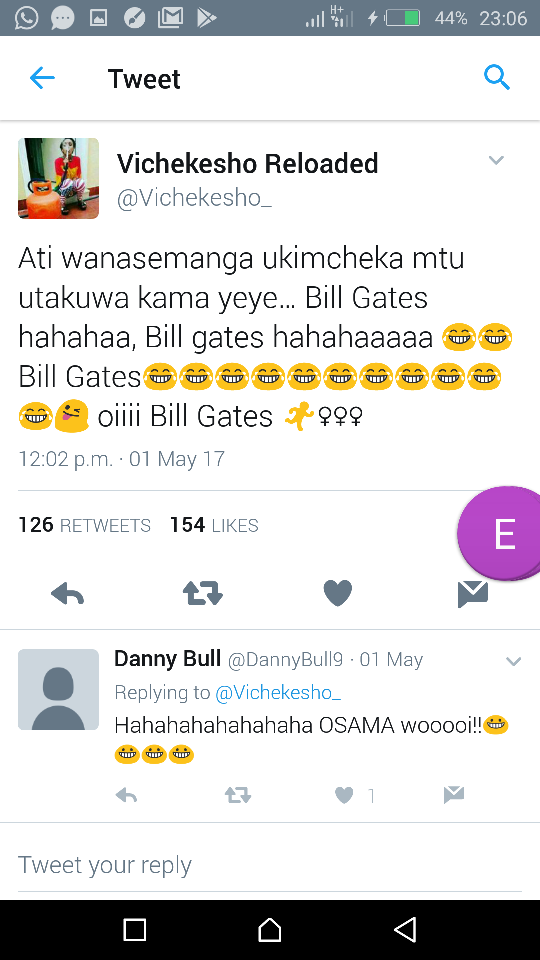 44% 23:06
Tweet
Vichekesho Reloaded
@Vichekesho_
Ati wanasemanga ukimcheka mtu
utakuwa kama yeye... Bill Gates
hahahaa, Bill gates hahahaaaaa 😂😂
Bill Gates😂😂😂😂😂😂😂😂😂😂
😂😜 oiiii Bill Gates 🏃♀♀♀
12:02 p.m. · 01 May 17
126 RETWEETS 154 LIKES
E
Danny Bull @DannyBull9 · 01 May
Replying to @Vichekesho_
Hahahahahahaha OSAMA wooooi!!😂
😂😂😂
1
Tweet your reply